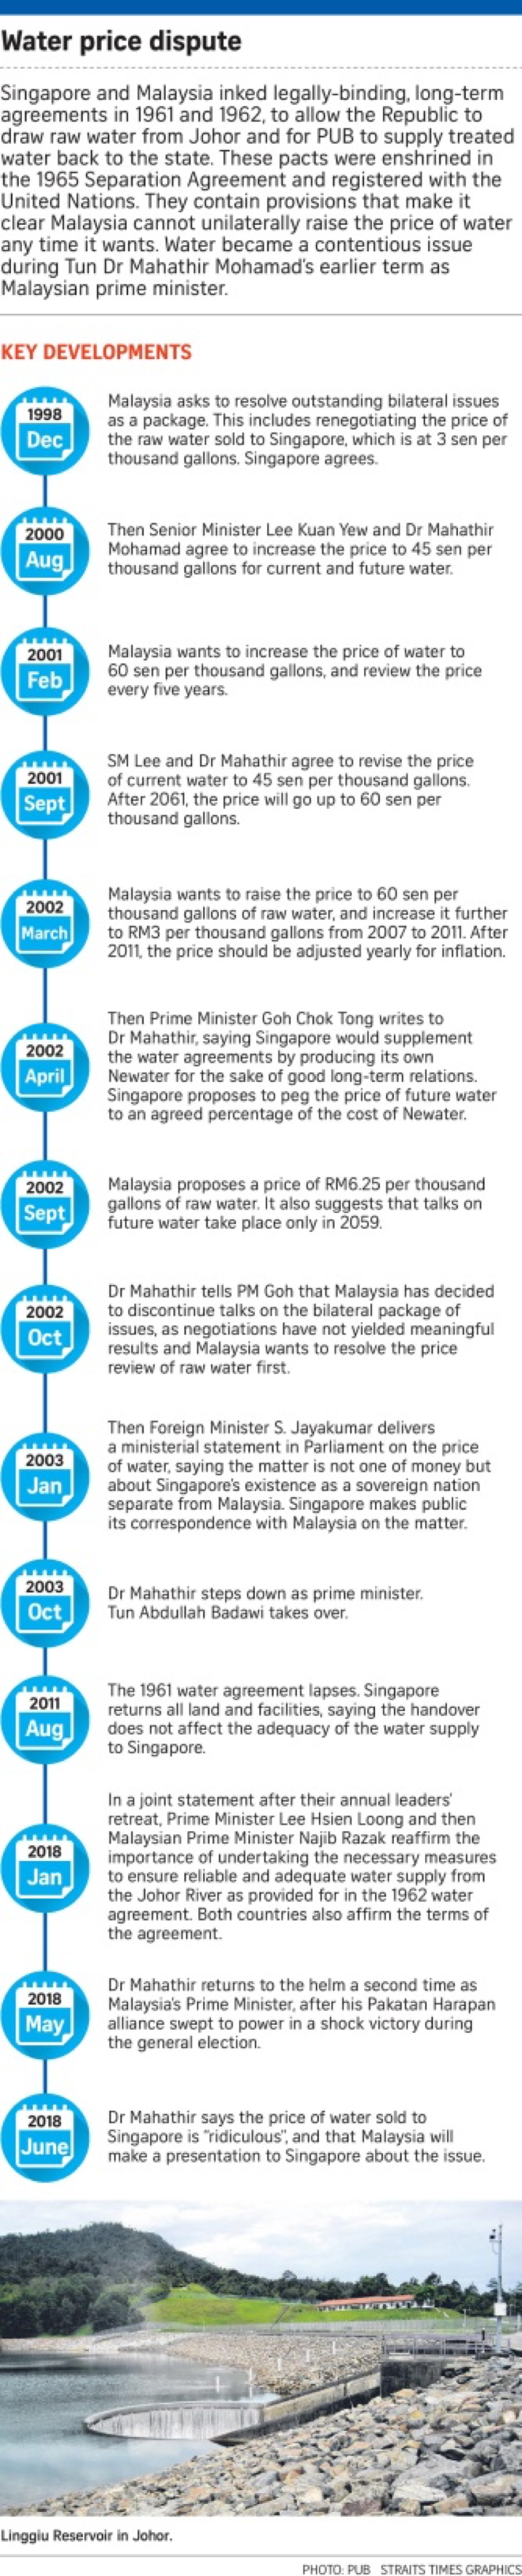 Water price dispute
Singapore and Malaysia inked legally-binding, long-term
agreements in 1961 and 1962, to allow the Republic to
draw raw water from Johor and for PUB to supply treated
water back to the state. These pacts were enshrined in
the 1965 Separation Agreement and registered with the
United Nations. They contain provisions that make it
clear Malaysia cannot unilaterally raise the price of water
any time it wants. Water became a contentious issue
during Tun Dr Mahathir Mohamad's earlier term as
Malaysian prime minister.
KEY DEVELOPMENTS
1998
Dec
Malaysia asks to resolve outstanding bilateral issues
as a package. This includes renegotiating the price of
the raw water sold to Singapore, which is at 3 sen per
thousand gallons. Singapore agrees.
2000
Aug
Then Senior Minister Lee Kuan Yew and Dr Mahathir
Mohamad agree to increase the price to 45 sen per
thousand gallons for current and future water.
2001
Feb
Malaysia wants to increase the price of water to
60 sen per thousand gallons, and review the price
every five years.
2001
Sept
SM Lee and Dr Mahathir agree to revise the price
of current water to 45 sen per thousand gallons.
After 2061, the price will go up to 60 sen per
thousand gallons.
2002
March
Malaysia wants to raise the price to 60 sen per
thousand gallons of raw water, and increase it further
to RM3 per thousand gallons from 2007 to 2011. After
2011, the price should be adjusted yearly for inflation.
2002
April
Then Prime Minister Goh Chok Tong writes to
Dr Mahathir, saying Singapore would supplement
the water agreements by producing its own
Newater for the sake of good long-term relations.
Singapore proposes to peg the price of future water
to an agreed percentage of the cost of Newater.
2002
Sept
Malaysia proposes a price of RM6.25 per thousand
gallons of raw water. It also suggests that talks on
future water take place only in 2059.
2002
Oct
Dr Mahathir tells PM Goh that Malaysia has decided
to discontinue talks on the bilateral package of
issues, as negotiations have not yielded meaningful
results and Malaysia wants to resolve the price
review of raw water first.
2003
Jan
Then Foreign Minister S. Jayakumar delivers
a ministerial statement in Parliament on the price
of water, saying the matter is not one of money but
about Singapore's existence as a sovereign nation
separate from Malaysia. Singapore makes public
its correspondence with Malaysia on the matter.
2003
Oct
Dr Mahathir steps down as prime minister.
Tun Abdullah Badawi takes over.
2011
Aug
The 1961 water agreement lapses. Singapore
returns all land and facilities, saying the handover
does not affect the adequacy of the water supply
to Singapore.
2018
Jan
In a joint statement after their annual leaders'
retreat, Prime Minister Lee Hsien Loong and then
Malaysian Prime Minister Najib Razak reaffirm the
importance of undertaking the necessary measures
to ensure reliable and adequate water supply from
the Johor River as provided for in the 1962 water
agreement. Both countries also affirm the terms of
the agreement.
2018
May
Dr Mahathir returns to the helm a second time as
Malaysia's Prime Minister, after his Pakatan Harapan
alliance swept to power in a shock victory during
the general election.
2018
June
Dr Mahathir says the price of water sold to
Singapore is "ridiculous", and that Malaysia will
make a presentation to Singapore about the issue.
Linggiu Reservoir in Johor.
PHOTO: PUB STRAITS TIMES GRAPHICS